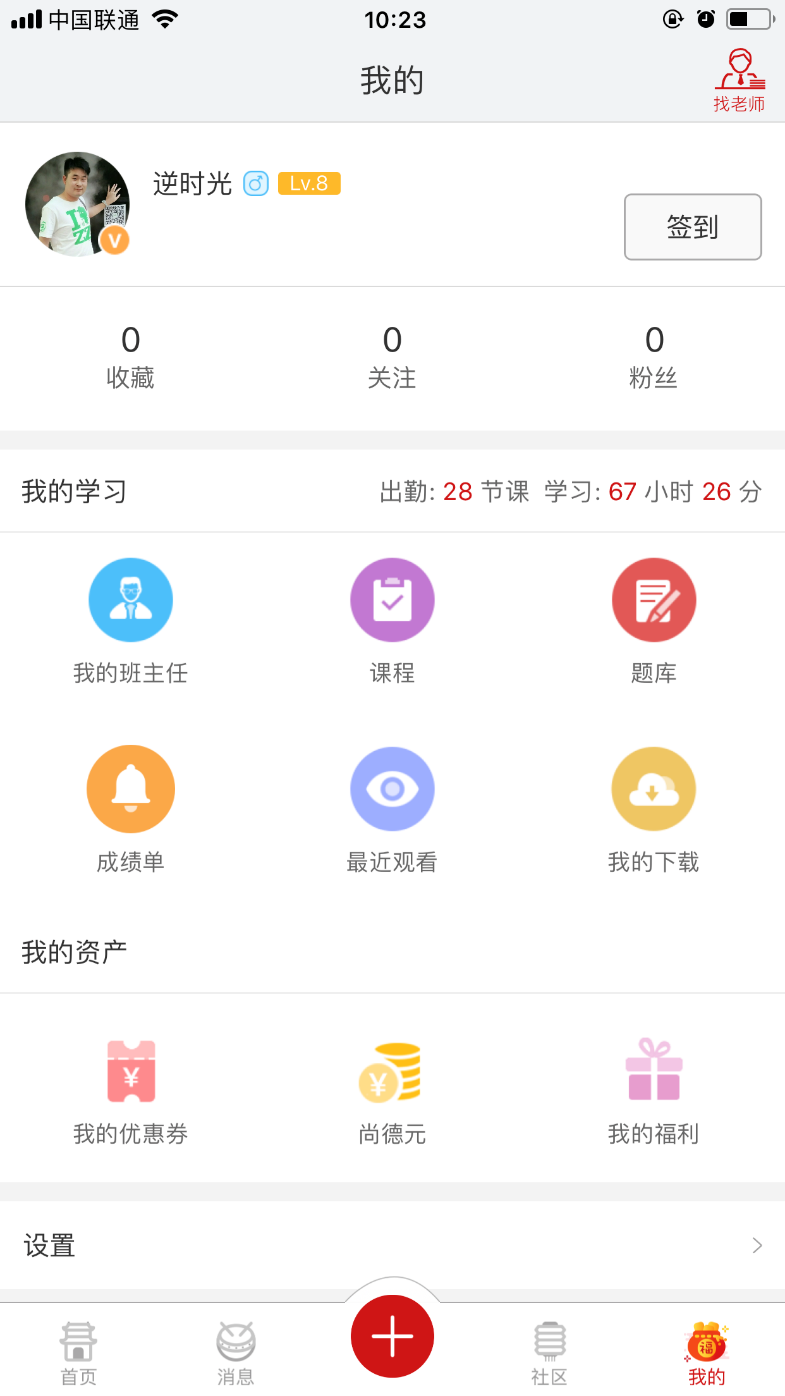 中国联通 10:23
我的
找老师
逆时光 Lv.8
V
签到
0 0 0
收藏 关注 粉丝
我的学习 出勤: 28 节课 学习: 67 小时 26 分
我的班主任 课程 题库
成绩单 最近观看 我的下载
我的资产
¥ ¥
我的优惠券 尚德元 我的福利
设置
福
首页 消息 社区 我的